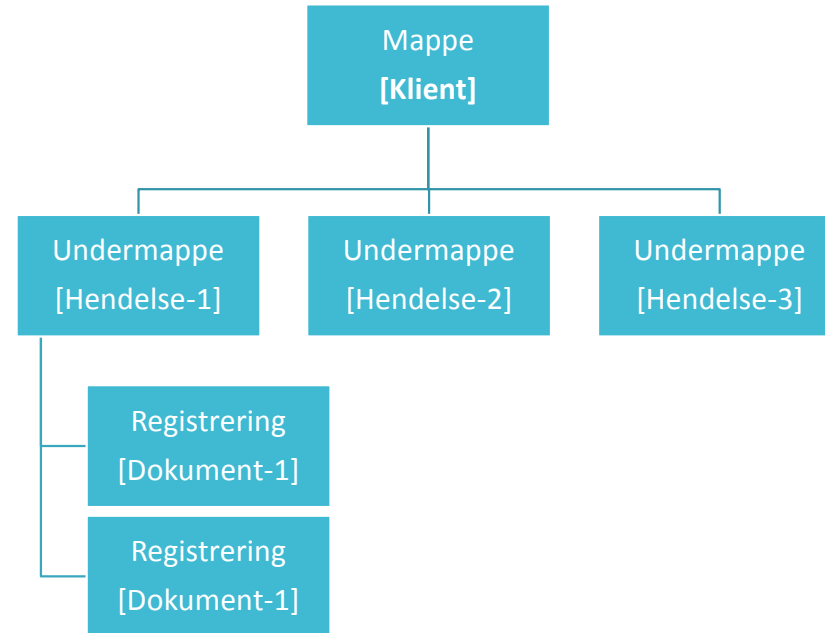 Mappe
[Klient]
Undermappe
[Hendelse-1]
Undermappe
[Hendelse-2]
Undermappe
[Hendelse-3]
Registrering
[Dokument-1]
Registrering
[Dokument-1]